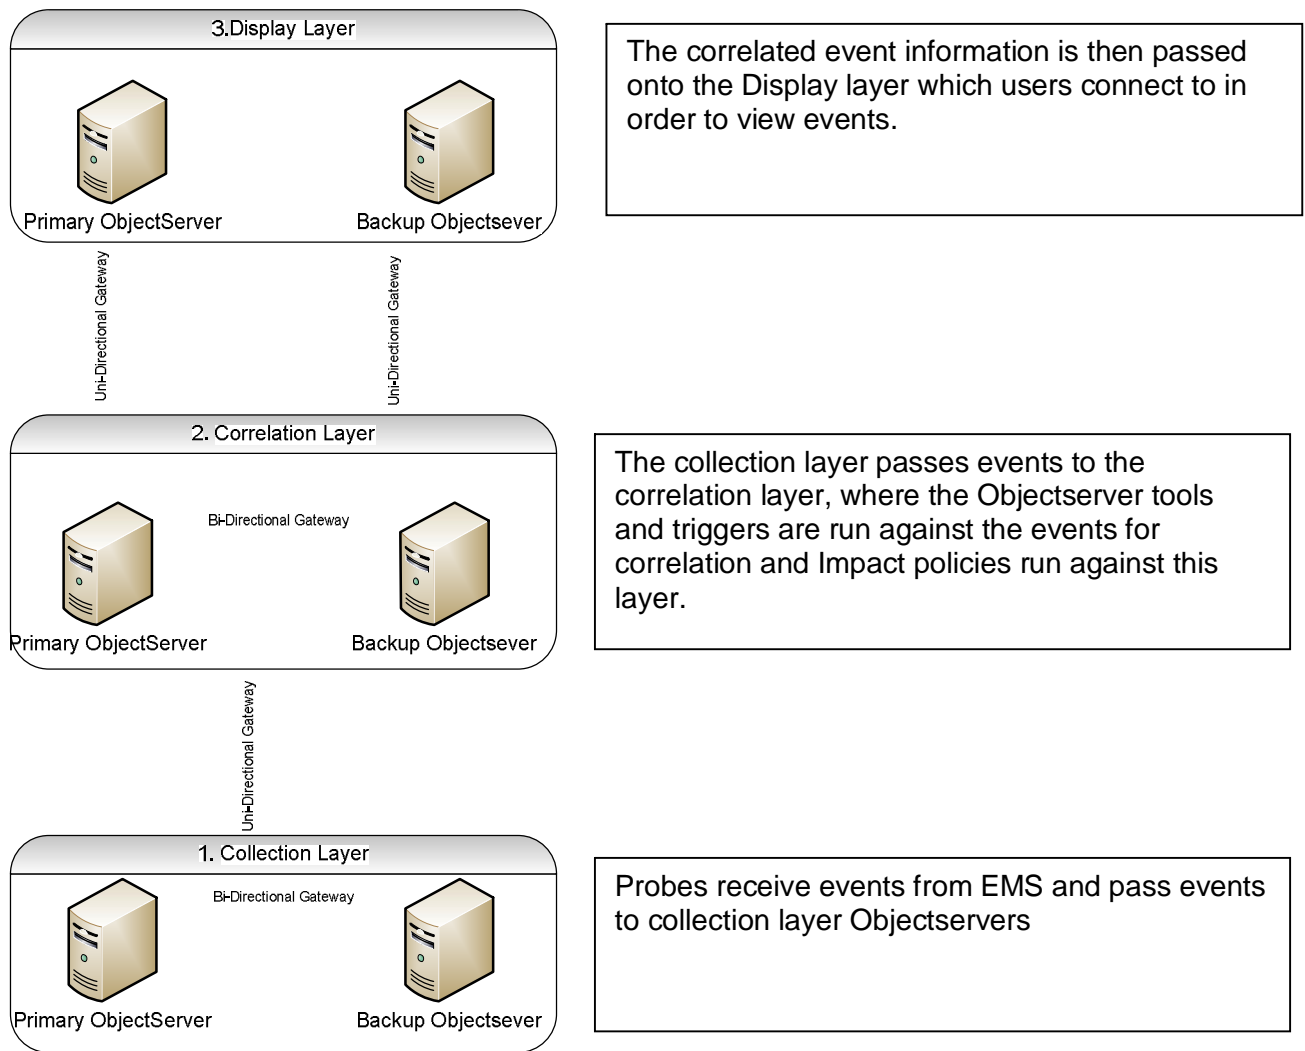 3.Display Layer
Primary ObjectServer
Backup Objectsever
The correlated event information is then passed
onto the Display layer which users connect to in
order to view events.
Uni-Directional Gateway
Uni-Directional Gateway
2. Correlation Layer
Bi-Directional Gateway
Primary ObjectServer
Backup Objectsever
The collection layer passes events to the
correlation layer, where the Objectserver tools
and triggers are run against the events for
correlation and Impact policies run against this
layer.
Uni-Directional Gateway
1. Collection Layer
Bi-Directional Gateway
Primary ObjectServer
Backup Objectsever
Probes receive events from EMS and pass events
to collection layer Objectservers